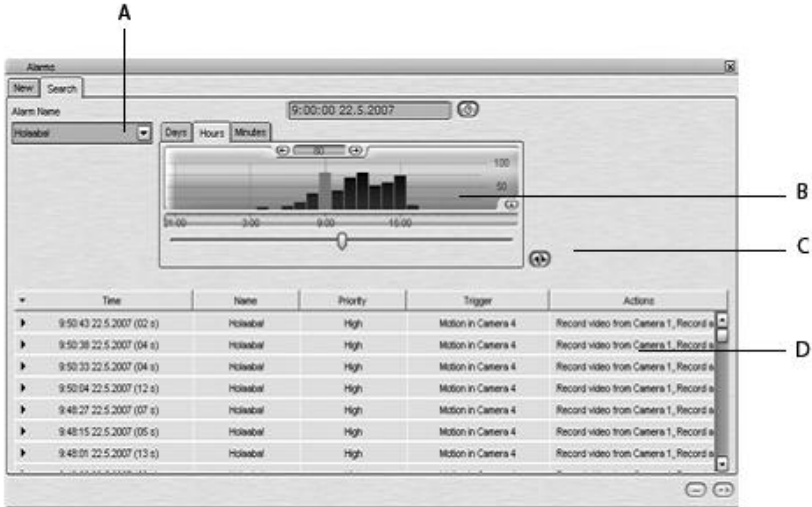 A
Alarms
New Search
Alarm Name
9:00:00 22.5.2007
Holaabal
Days Hours Minutes
60
100
50
B
3:00 9:00 15:00
C
Time Name Priority Trigger Actions
9:50:43 22.5.2007 (02 s) Holaabal High Motion in Camera 4 Record video from Camera 1, Record a
9:50:38 22.5.2007 (04 s) Holaabal High Motion in Camera 4 Record video from Camera 1, Record a
D
9:50:33 22.5.2007 (04 s) Holaabal High Motion in Camera 4 Record video from Camera 1, Record a
9:50:04 22.5.2007 (12 s) Holaabal High Motion in Camera 4 Record video from Camera 1, Record a
9:48:27 22.5.2007 (07 s) Holaabal High Motion in Camera 4 Record video from Camera 1, Record a
9:48:15 22.5.2007 (05 s) Holaabal High Motion in Camera 4 Record video from Camera 1, Record a
9:48:01 22.5.2007 (13 s) Holaabal High Motion in Camera 4 Record video from Camera 1, Record a